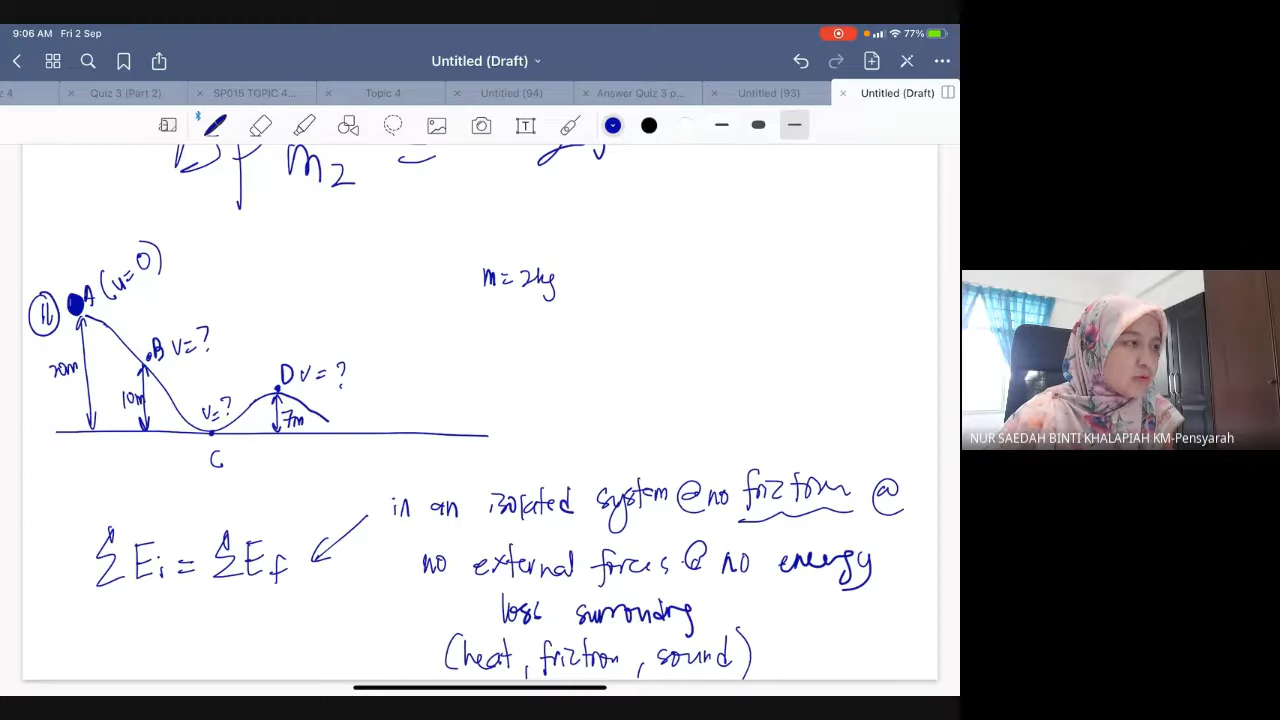 9:06 AM Fri 2 Sep
77%
Untitled (Draft)
z 4
Quiz 3 (Part 2)
SP015 TOPIC 4...
Topic 4
Untitled (94)
Answer Quiz 3 p...
Untitled (93)
Untitled (Draft)
m2
A (u=0)
m = 2kg
20m
B v=?
10m
v=?
D v=?
7m
C
in an isolated system @ no friction @
ΣEi = ΣEf
no external forces @ no energy
loss surrounding
(heat, friction, sound)
NUR SAEDAH BINTI KHALAPIAH KM-Pensyarah